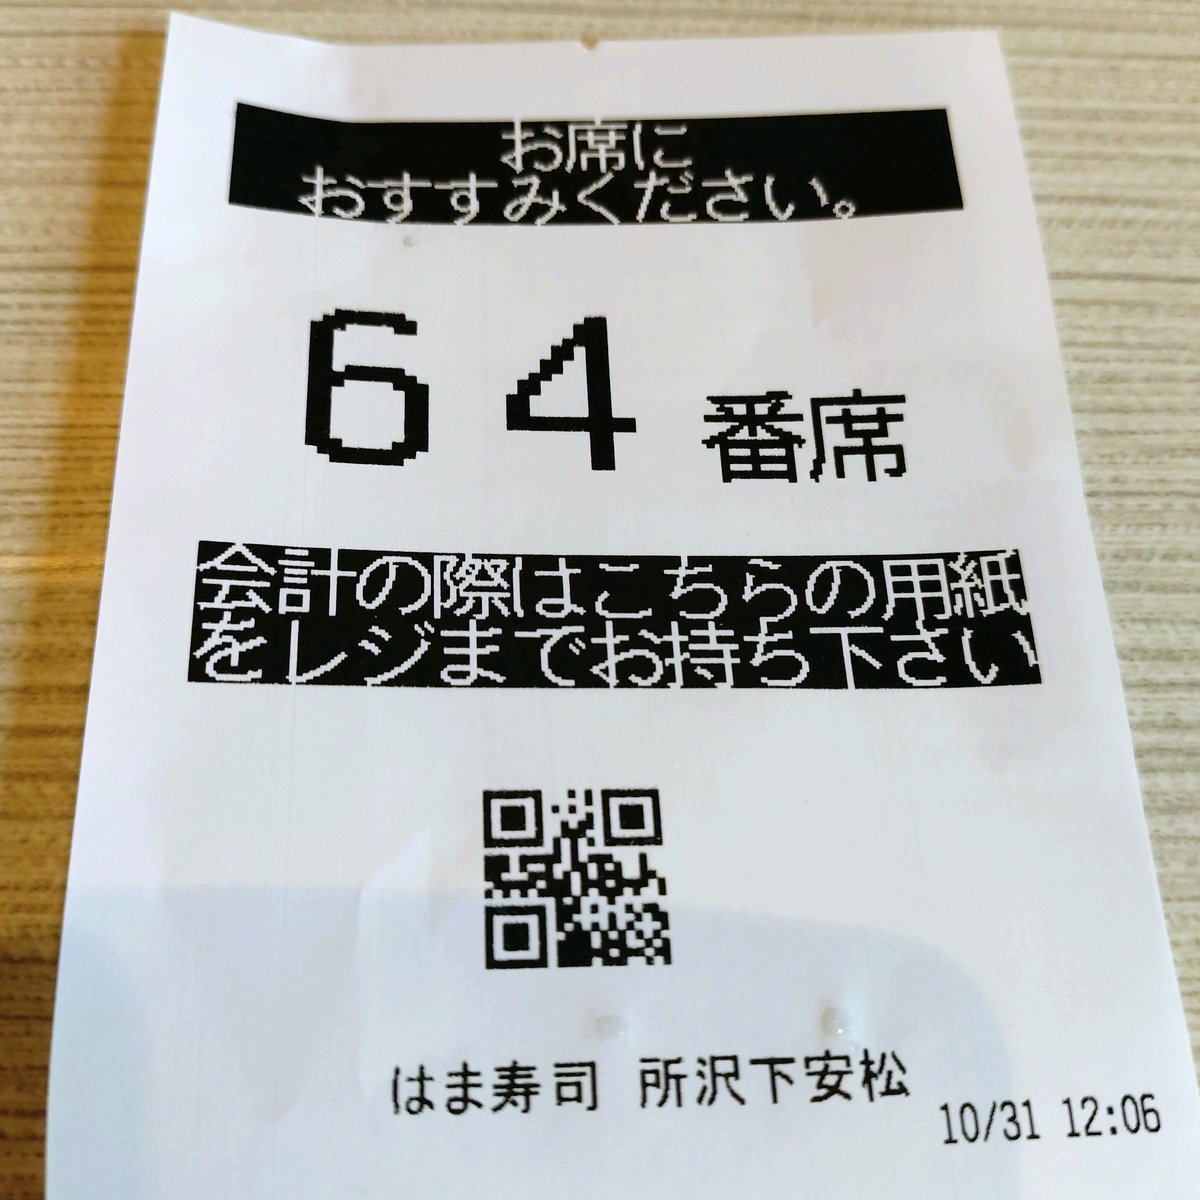 お席に
おすすみください。
６４番席
会計の際はこちらの用紙
をレジまでお持ち下さい
はま寿司 所沢下安松
10/31 12:06